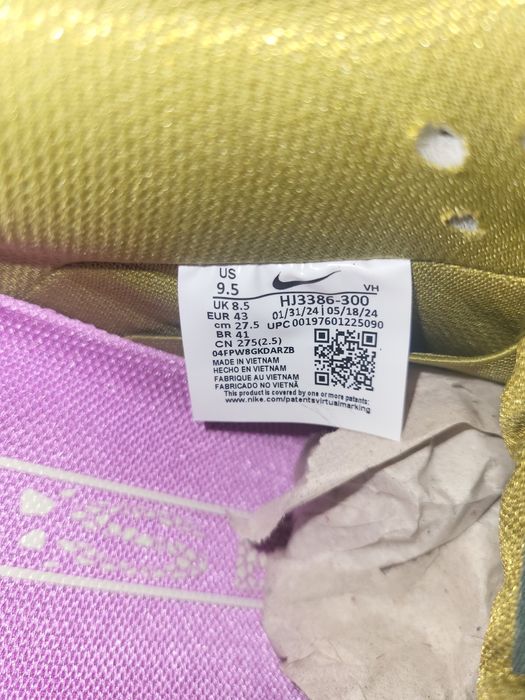 US
9.5
VH
UK 8.5
HJ3386-300
EUR 43
01/31/24 | 05/18/24
cm 27.5
UPC 00197601225090
BR 41
CN 275(2.5)
04FPW8GKDARZB
MADE IN VIETNAM
HECHO EN VIETNAM
FABRIQUE AU VIETNAM
FABRICADO NO VIETNÃ
This product is covered by one or more patents:
www.nike.com/patentsvirtualmarking